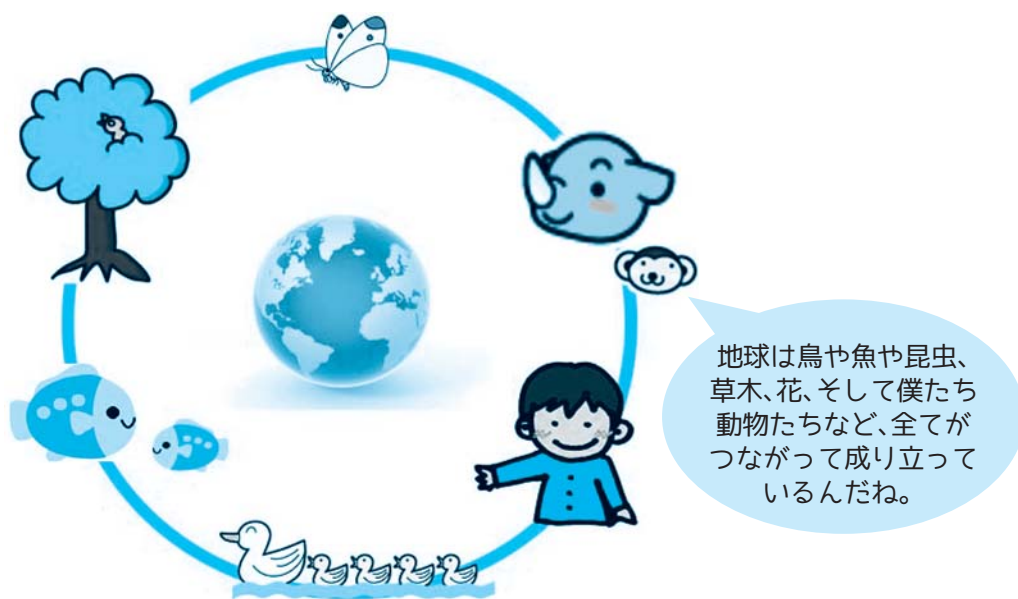 地球は鳥や魚や昆虫、
草木、花、そして僕たち
動物たちなど、全てが
つながって成り立って
いるんだね。